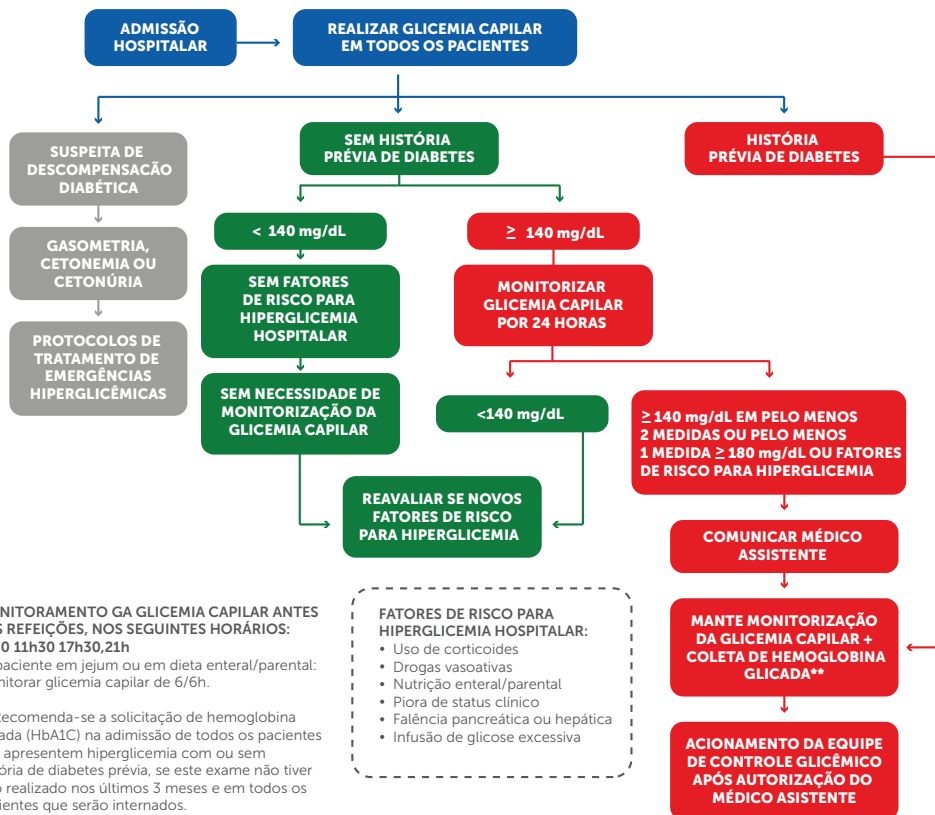 ADMISSÃO
HOSPITALAR
REALIZAR GLICEMIA CAPILAR
EM TODOS OS PACIENTES
SUSPEITA DE
DESCOMPENSACÃO
DIABÉTICA
SEM HISTÓRIA
PRÉVIA DE DIABETES
HISTÓRIA
PRÉVIA DE DIABETES
GASOMETRIA,
CETONEMIA OU
CETONÚRIA
< 140 mg/dL
≥ 140 mg/dL
SEM FATORES
DE RISCO PARA
HIPERGLICEMIA
HOSPITALAR
MONITORIZAR
GLICEMIA CAPILAR
POR 24 HORAS
PROTOCOLOS DE
TRATAMENTO DE
EMERGÊNCIAS
HIPERGLICÊMICAS
SEM NECESSIDADE DE
MONITORIZAÇÃO DA
GLICEMIA CAPILAR
<140 mg/dL
≥ 140 mg/dL EM PELO MENOS
2 MEDIDAS OU PELO MENOS
1 MEDIDA ≥ 180 mg/dL OU FATORES
DE RISCO PARA HIPERGLICEMIA
REAVALIAR SE NOVOS
FATORES DE RISCO
PARA HIPERGLICEMIA
COMUNICAR MÉDICO
ASSISTENTE
NITORAMENTO GA GLICEMIA CAPILAR ANTES
S REFEIÇÕES, NOS SEGUINTES HORÁRIOS:
0 11h30 17h30,21h
paciente em jejum ou em dieta enteral/parental:
nitorar glicemia capilar de 6/6h.
Recomenda-se a solicitação de hemoglobina
ada (HbA1C) na admissão de todos os pacientes
apresentem hiperglicemia com ou sem
ória de diabetes prévia, se este exame não tiver
o realizado nos últimos 3 meses e em todos os
cientes que serão internados.
FATORES DE RISCO PARA
HIPERGLICEMIA HOSPITALAR:
• Uso de corticoides
• Drogas vasoativas
• Nutrição enteral/parental
• Piora de status clínico
• Falência pancreática ou hepática
• Infusão de glicose excessiva
MANTE MONITORIZAÇÃO
DA GLICEMIA CAPILAR +
COLETA DE HEMOGLOBINA
GLICADA**
ACIONAMENTO DA EQUIPE
DE CONTROLE GLICÊMICO
APÓS AUTORIZAÇÃO DO
MÉDICO ASISTENTE